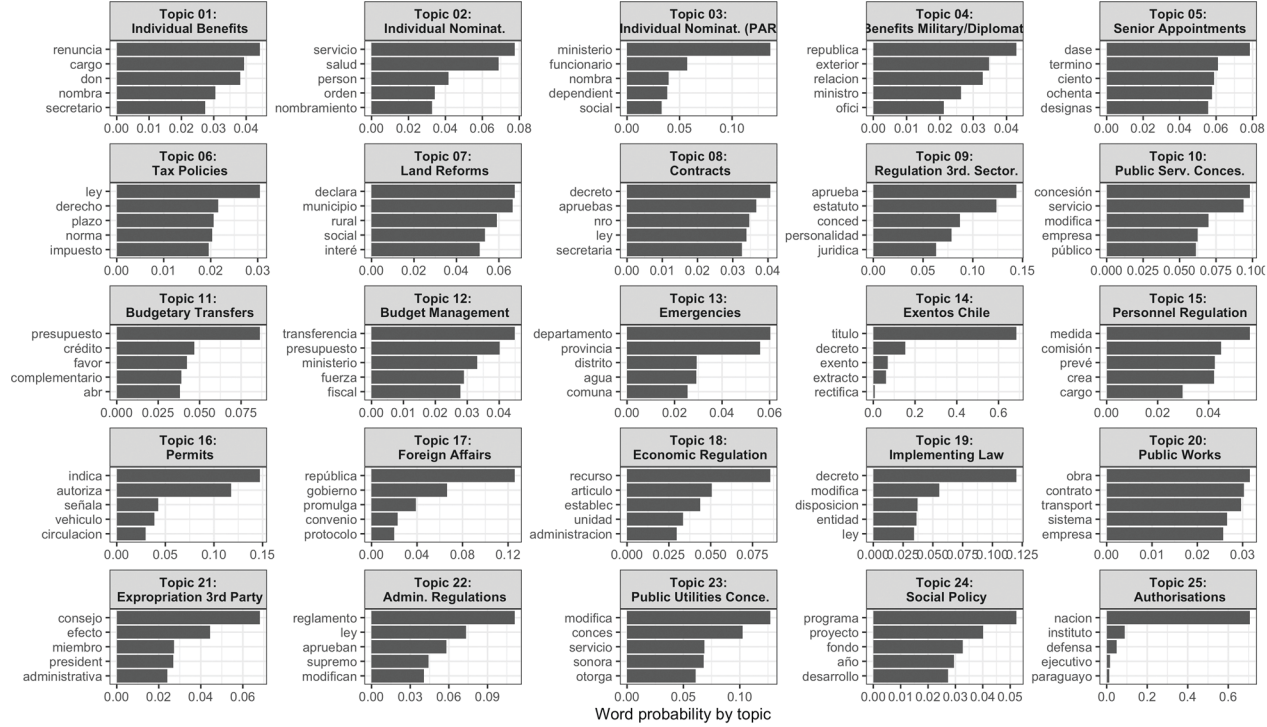 Topic 01:
Individual Benefits
renuncia
cargo
don
nombra
secretario
0.00 0.01 0.02 0.03 0.04
Topic 02:
Individual Nominat.
servicio
salud
person
orden
nombramiento
0.00 0.02 0.04 0.06 0.08
Topic 03:
Individual Nominat. (PAR
ministerio
funcionario
nombra
dependient
social
0.00 0.05 0.10
Topic 04:
Benefits Military/Diplomat
republica
exterior
relacion
ministro
ofici
0.00 0.01 0.02 0.03 0.04
Topic 05:
Senior Appointments
dase
termino
ciento
ochenta
designas
0.00 0.02 0.04 0.06 0.08
Topic 06:
Tax Policies
ley
derecho
plazo
norma
impuesto
0.00 0.01 0.02 0.03
Topic 07:
Land Reforms
declara
municipio
rural
social
interé
0.00 0.02 0.04 0.06
Topic 08:
Contracts
decreto
apruebas
nro
ley
secretaria
0.00 0.01 0.02 0.03 0.04
Topic 09:
Regulation 3rd. Sector.
aprueba
estatuto
conced
personalidad
juridica
0.00 0.05 0.10 0.15
Topic 10:
Public Serv. Conces.
concesión
servicio
modifica
empresa
público
0.000 0.025 0.050 0.075 0.100
Topic 11:
Budgetary Transfers
presupuesto
crédito
favor
complementario
abr
0.000 0.025 0.050 0.075
Topic 12:
Budget Management
transferencia
presupuesto
ministerio
fuerza
fiscal
0.00 0.01 0.02 0.03 0.04
Topic 13:
Emergencies
departamento
provincia
distrito
agua
comuna
0.00 0.02 0.04 0.06
Topic 14:
Exentos Chile
titulo
decreto
exento
extracto
rectifica
0.0 0.2 0.4 0.6
Topic 15:
Personnel Regulation
medida
comisión
prevé
crea
cargo
0.00 0.02 0.04
Topic 16:
Permits
indica
autoriza
señala
vehiculo
circulacion
0.00 0.05 0.10 0.15
Topic 17:
Foreign Affairs
república
gobierno
promulga
convenio
protocolo
0.00 0.04 0.08 0.12
Topic 18:
Economic Regulation
recurso
articulo
establec
unidad
administracion
0.000 0.025 0.050 0.075
Topic 19:
Implementing Law
decreto
modifica
disposicion
entidad
ley
0.000 0.025 0.050 0.075 0.100 0.125
Topic 20:
Public Works
obra
contrato
transport
sistema
empresa
0.00 0.01 0.02 0.03
Topic 21:
Expropriation 3rd Party
consejo
efecto
miembro
president
administrativa
0.00 0.02 0.04 0.06
Topic 22:
Admin. Regulations
reglamento
ley
aprueban
supremo
modifican
0.00 0.03 0.06 0.09
Topic 23:
Public Utilities Conce.
modifica
conces
servicio
sonora
otorga
0.00 0.05 0.10
Topic 24:
Social Policy
programa
proyecto
fondo
año
desarrollo
0.00 0.01 0.02 0.03 0.04 0.05
Topic 25:
Authorisations
nacion
instituto
defensa
ejecutivo
paraguayo
0.0 0.2 0.4 0.6
Word probability by topic